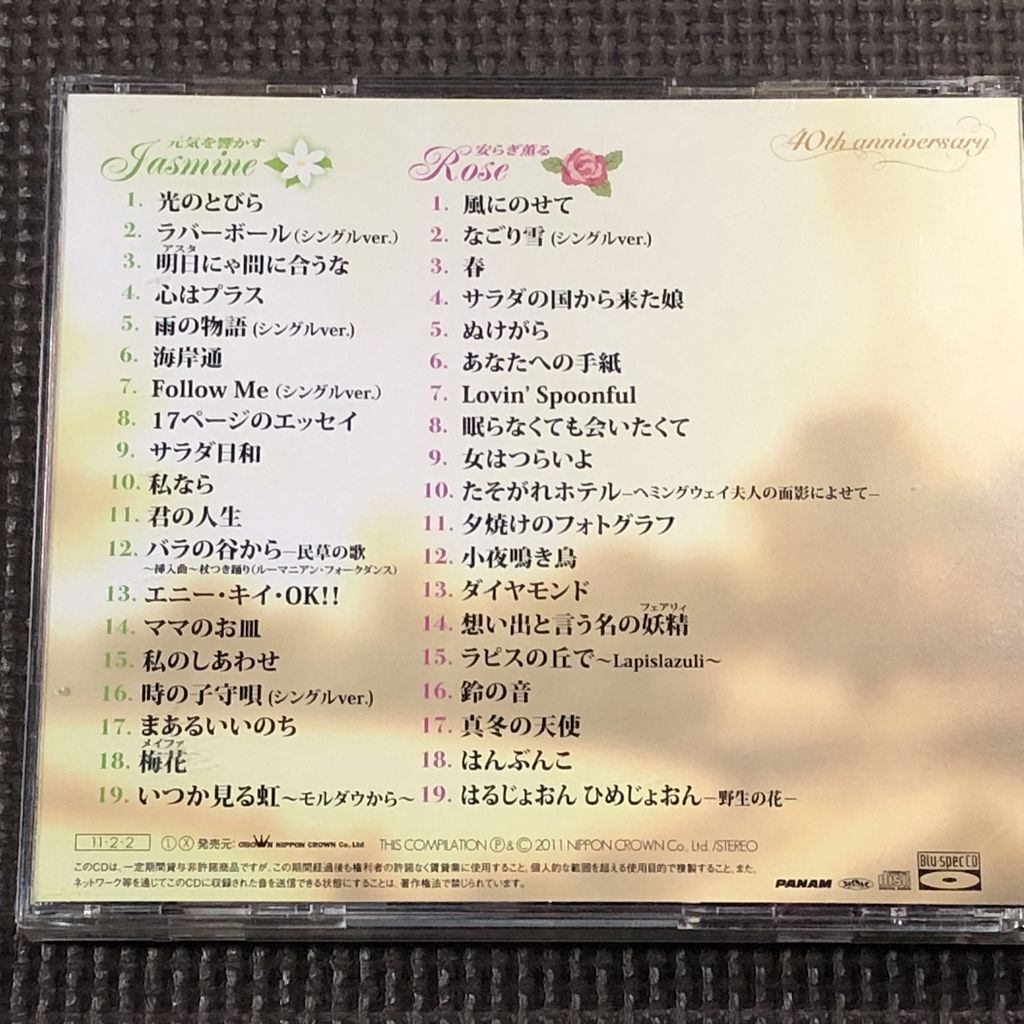 元気を響かす
Jasmine
1. 光のとびら
2. ラバーボール(シングルver.)
アスタ
3. 明日にゃ間に合うな
4. 心はプラス
5. 雨の物語(シングルver.)
6. 海岸通
7. Follow Me (シングルver.)
8. 17ページのエッセイ
9. サラダ日和
10. 私なら
11. 君の人生
12. バラの谷から—民草の歌
～挿入曲～杖つき踊り(ルーマニアン・フォークダンス)
13. エニー・キイ・OK!!
14. ママのお皿
15. 私のしあわせ
16. 時の子守唄(シングルver.)
17. まあるいいのち
メイファ
18. 梅花
19. いつか見る虹～モルダウから～
安らぎ薫る
Rose
1. 風にのせて
2. なごり雪(シングルver.)
3. 春
4. サラダの国から来た娘
5. ぬけがら
6. あなたへの手紙
7. Lovin' Spoonful
8. 眠らなくても会いたくて
9. 女はつらいよ
10. たそがれホテル—ヘミングウェイ夫人の面影によせて—
11. 夕焼けのフォトグラフ
12. 小夜鳴き鳥
13. ダイヤモンド
フェアリィ
14. 想い出と言う名の妖精
15. ラピスの丘で～Lapislazuli～
16. 鈴の音
17. 真冬の天使
18. はんぶんこ
19. はるじょおん ひめじょおん—野生の花—
40th anniversary
11・2・2 Ⓛ Ⓧ 発売元: CROWN NIPPON CROWN Co., Ltd. THIS COMPILATION Ⓟ&© 2011 NIPPON CROWN Co., Ltd. /STEREO
このCDは、一定期間貸与非許諾商品ですが、この期間経過後も権利者の許諾なく賃貸業に使用すること、個人的な範囲を超える使用目的で複製すること、また、
ネットワーク等を通じてこのCDに収録された音を送信できる状態にすることは、著作権法で禁じられています。
PANAM
disc
Blu-spec CD